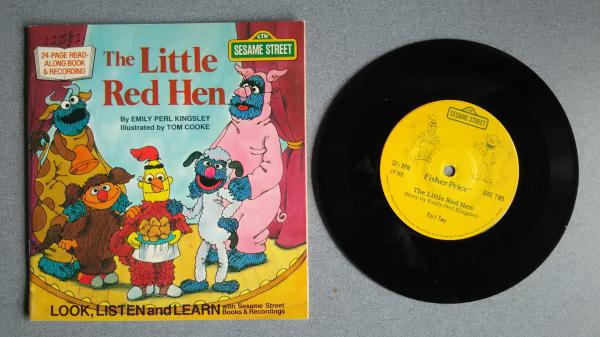 24-PAGE READ-
ALONG BOOK
& RECORDING
The Little
Red Hen
By EMILY PERL KINGSLEY
Illustrated by TOM COOKE
CTW
SESAME STREET
LOOK, LISTEN and LEARN with Sesame Street
Books & Recordings
SESAME STREET
33⅓ RPM
FP 168
SIDE TWO
Fisher-Price
The Little Red Hen
Story by Emily Perl Kingsley
Part Two